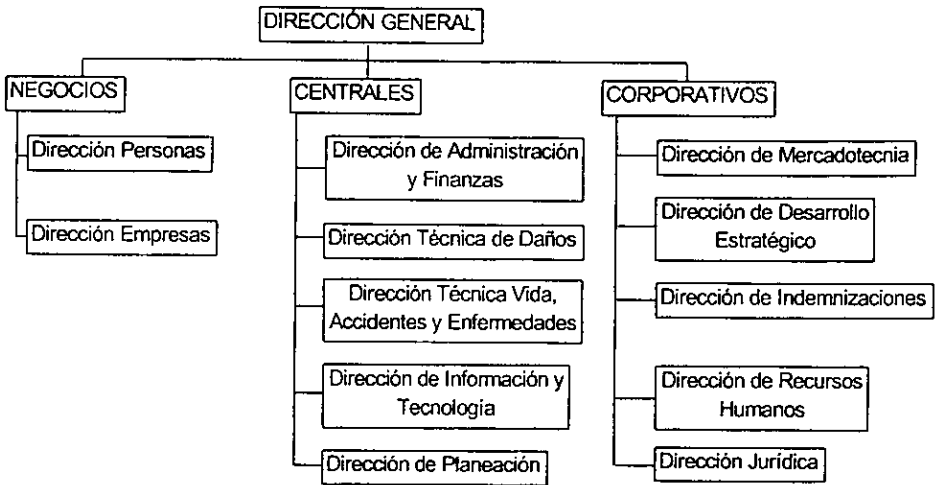 DIRECCIÓN GENERAL
NEGOCIOS
Dirección Personas
Dirección Empresas
CENTRALES
Dirección de Administración
y Finanzas
Dirección Técnica de Daños
Dirección Técnica Vida,
Accidentes y Enfermedades
Dirección de Información y
Tecnología
Dirección de Planeación
CORPORATIVOS
Dirección de Mercadotecnia
Dirección de Desarrollo
Estratégico
Dirección de Indemnizaciones
Dirección de Recursos
Humanos
Dirección Jurídica